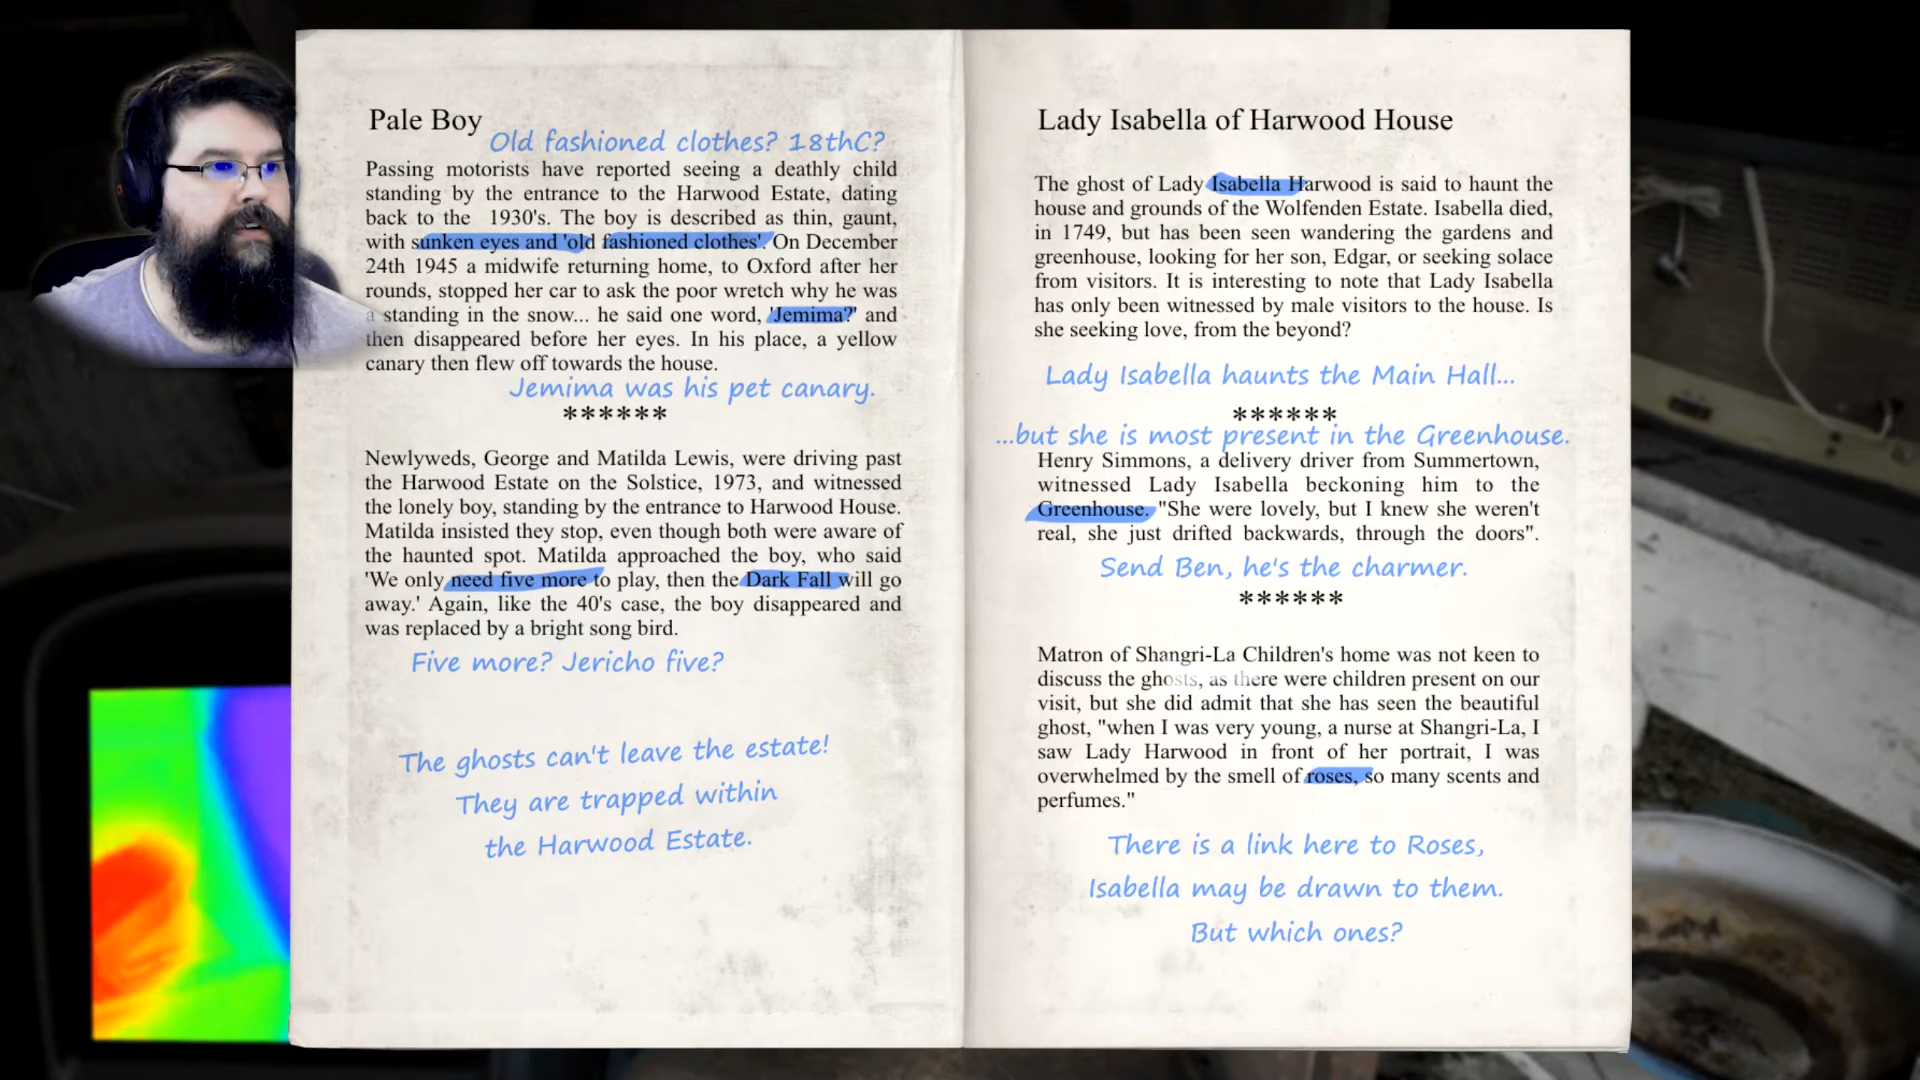 Pale Boy
Old fashioned clothes? 18thC?
Passing motorists have reported seeing a deathly child
standing by the entrance to the Harwood Estate, dating
back to the 1930's. The boy is described as thin, gaunt,
with sunken eyes and 'old fashioned clothes'. On December
24th 1945 a midwife returning home, to Oxford after her
rounds, stopped her car to ask the poor wretch why he was
a standing in the snow... he said one word, 'Jemima?' and
then disappeared before her eyes. In his place, a yellow
canary then flew off towards the house.
Jemima was his pet canary.
******
Newlyweds, George and Matilda Lewis, were driving past
the Harwood Estate on the Solstice, 1973, and witnessed
the lonely boy, standing by the entrance to Harwood House.
Matilda insisted they stop, even though both were aware of
the haunted spot. Matilda approached the boy, who said
'We only need five more to play, then the Dark Fall will go
away.' Again, like the 40's case, the boy disappeared and
was replaced by a bright song bird.
Five more? Jericho five?
The ghosts can't leave the estate!
They are trapped within
the Harwood Estate.
Lady Isabella of Harwood House
The ghost of Lady Isabella Harwood is said to haunt the
house and grounds of the Wolfenden Estate. Isabella died,
in 1749, but has been seen wandering the gardens and
greenhouse, looking for her son, Edgar, or seeking solace
from visitors. It is interesting to note that Lady Isabella
has only been witnessed by male visitors to the house. Is
she seeking love, from the beyond?
Lady Isabella haunts the Main Hall...
******
...but she is most present in the Greenhouse.
Henry Simmons, a delivery driver from Summertown,
witnessed Lady Isabella beckoning him to the
Greenhouse. "She were lovely, but I knew she weren't
real, she just drifted backwards, through the doors".
Send Ben, he's the charmer.
******
Matron of Shangri-La Children's home was not keen to
discuss the ghosts, as there were children present on our
visit, but she did admit that she has seen the beautiful
ghost, "when I was very young, a nurse at Shangri-La, I
saw Lady Harwood in front of her portrait, I was
overwhelmed by the smell of roses, so many scents and
perfumes."
There is a link here to Roses,
Isabella may be drawn to them.
But which ones?